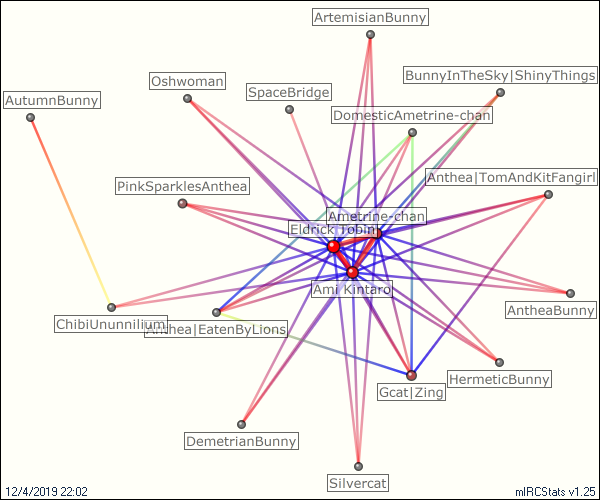 ArtemisianBunny
BunnyInTheSky|ShinyThings
Oshwoman
SpaceBridge
AutumnBunny
DomesticAmetrine-chan
Anthea|TomAndKitFangirl
PinkSparklesAnthea
Ametrine-chan
Eldrick Tobin
Ami Kintaro
AntheaBunny
ChibiUnunnilium
Anthea|EatenByLions
HermeticBunny
Gcat|Zing
DemetrianBunny
Silvercat
12/4/2019 22:02
mIRCStats v1.25